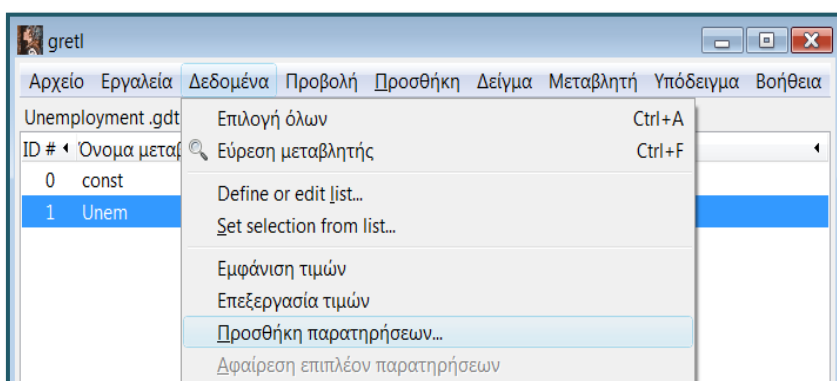 gretl
Αρχείο Εργαλεία Δεδομένα Προβολή Προσθήκη Δείγμα Μεταβλητή Υπόδειγμα Βοήθεια
Unemployment .gdt
Επιλογή όλων Ctrl+A
ID # Όνομα μεταβ
Εύρεση μεταβλητής Ctrl+F
0 const
Define or edit list...
1 Unem
Set selection from list...
Εμφάνιση τιμών
Επεξεργασία τιμών
Προσθήκη παρατηρήσεων...
Αφαίρεση επιπλέον παρατηρήσεων